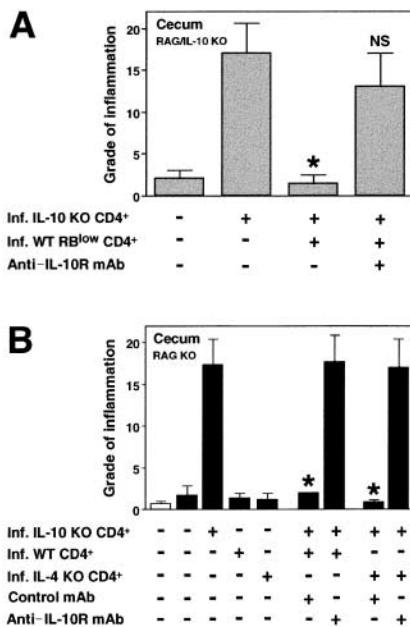 A
Cecum
RAG/IL-10 KO
NS
20
15
10
5
0
*
Grade of inflammation
Inf. IL-10 KO CD4+ - + + +
Inf. WT RBlow CD4+ - - + +
Anti-IL-10R mAb - - - +
B
Cecum
RAG KO
20
15
10
5
0
* *
Grade of inflammation
Inf. IL-10 KO CD4+ - - + - - + + + +
Inf. WT CD4+ - - - + - + + - -
Inf. IL-4 KO CD4+ - - - - + - - + +
Control mAb - - - - - + - + -
Anti-IL-10R mAb - - - - - - + - +